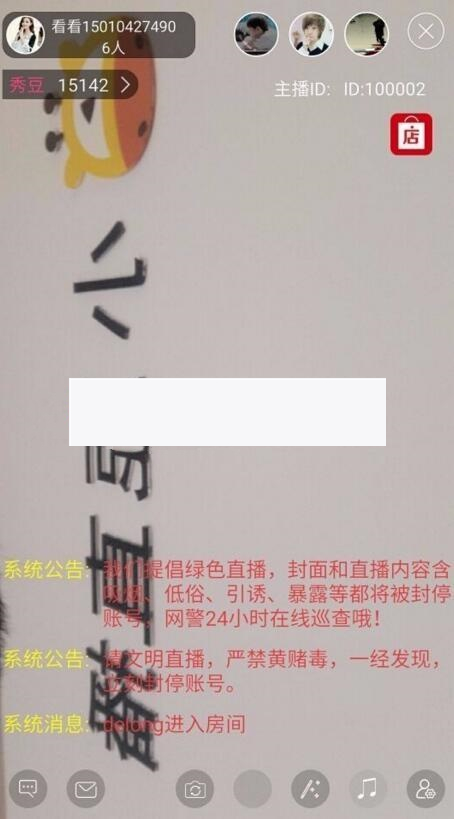 看看15010427490
6人
秀豆 15142
主播ID: ID:100002
店
小
直
系统公告: 我们提倡绿色直播，封面和直播内容含
吸烟、低俗、引诱、暴露等都将被封停
账号，网警24小时在线巡查哦！
系统公告: 请文明直播，严禁黄赌毒，一经发现，
立刻封停账号。
系统消息: delong进入房间